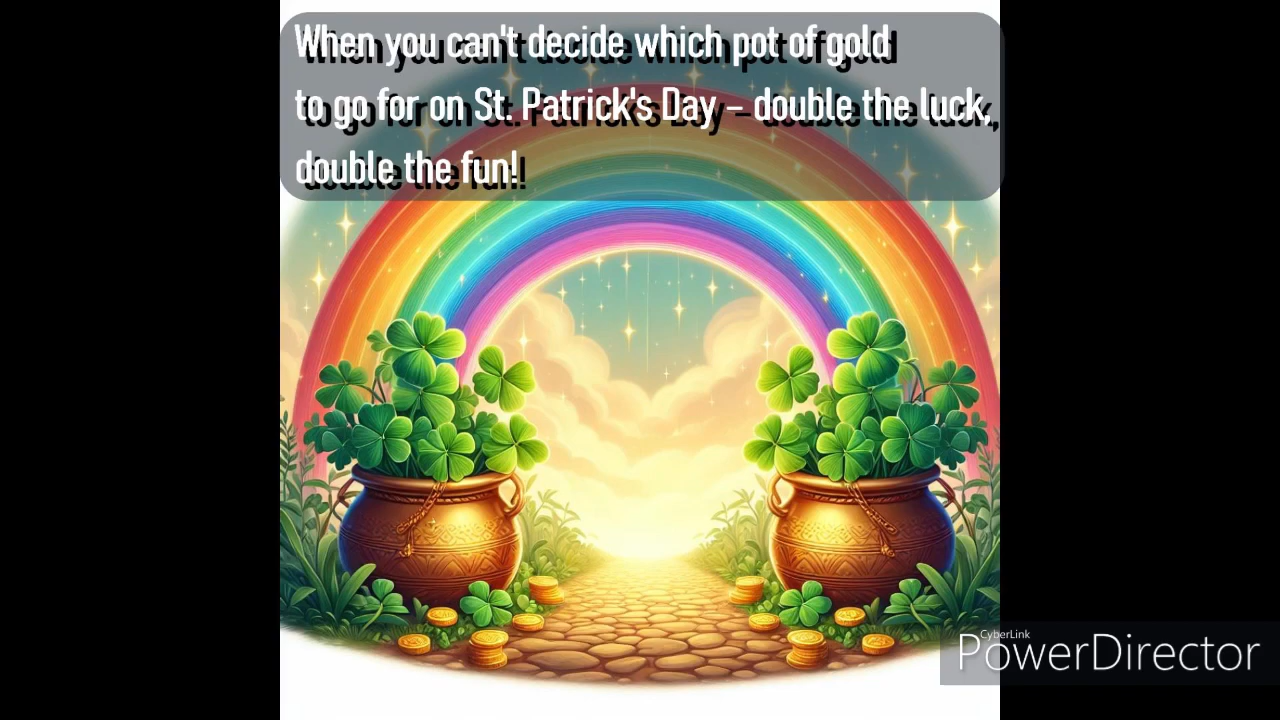 When you can't decide which pot of gold
to go for on St. Patrick's Day – double the luck,
double the fun!
CyberLink
PowerDirector